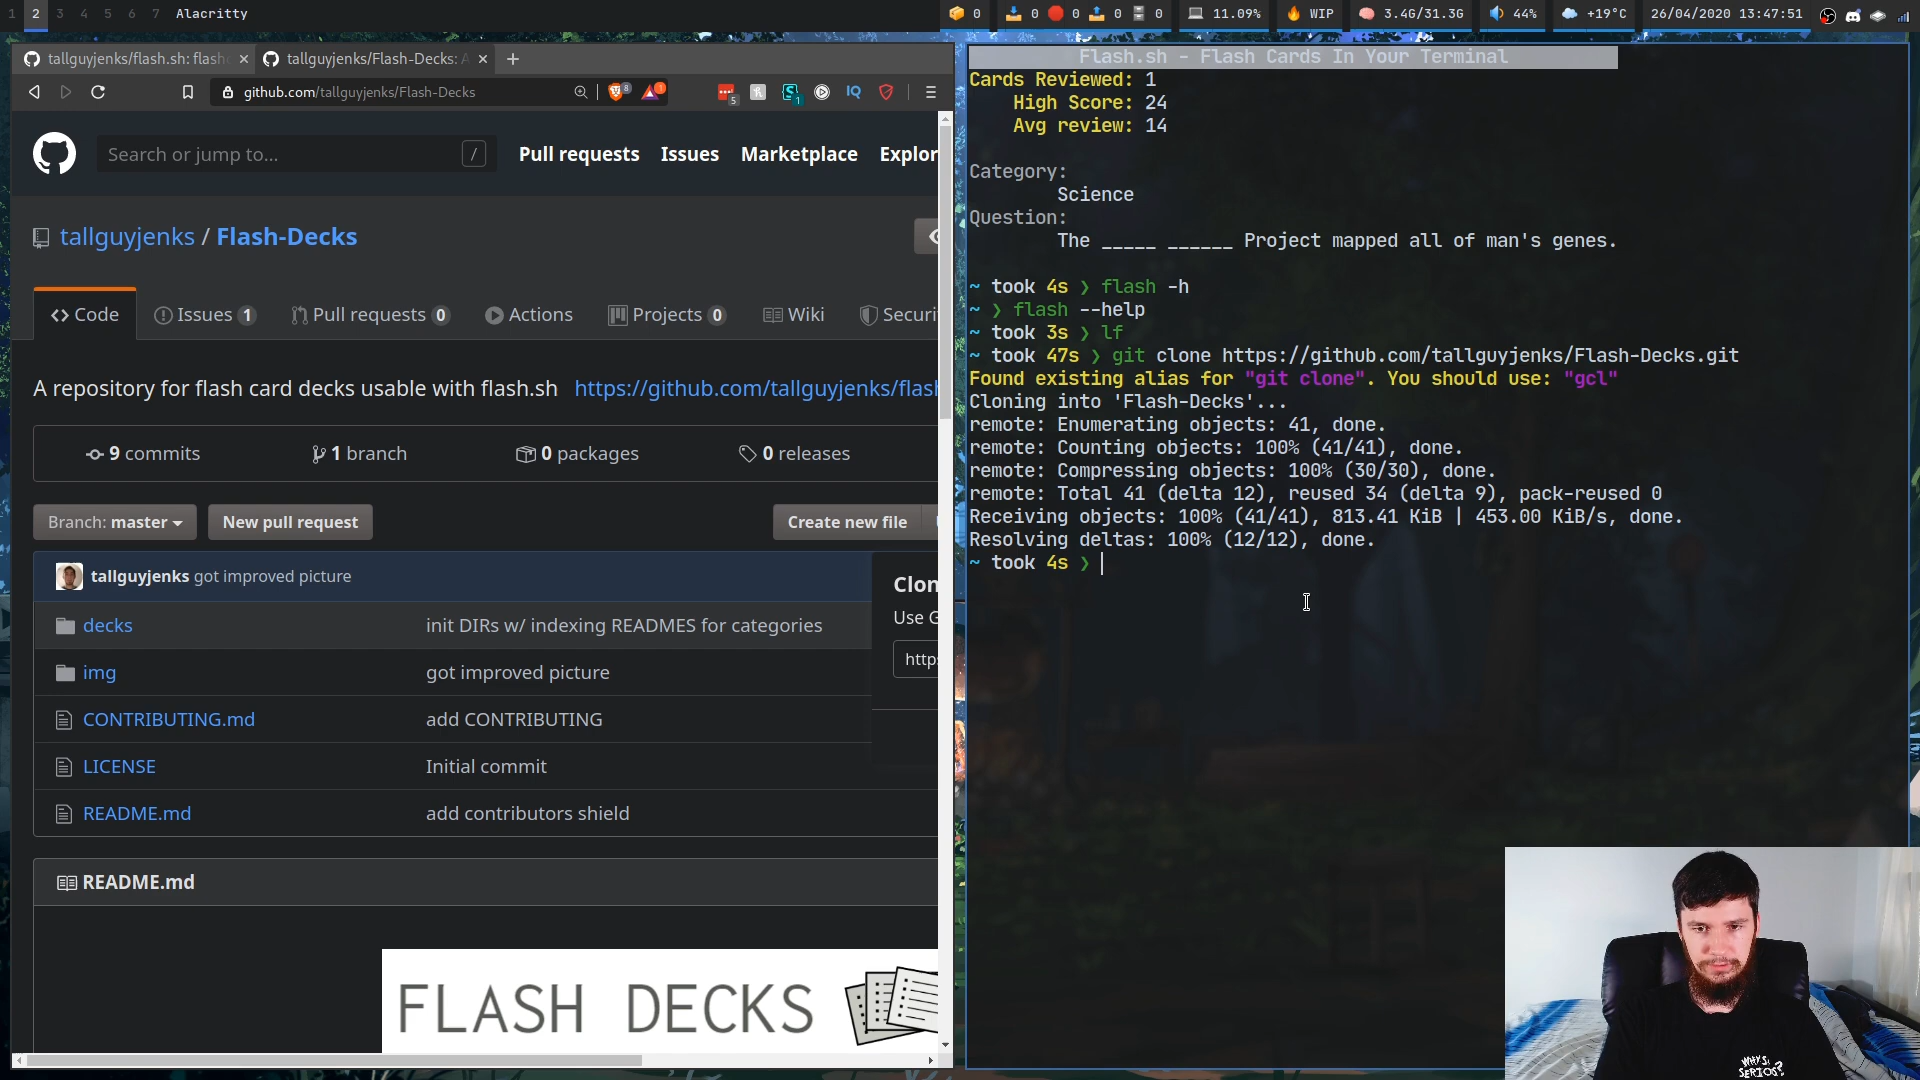 1 2 3 4 5 6 7 Alacritty
0 0 0 0 0 11.09% WIP 3.4G/31.3G 44% +19°C 26/04/2020 13:47:51
tallguyjenks/flash.sh: flash
tallguyjenks/Flash-Decks: A
github.com/tallguyjenks/Flash-Decks
8 1 5 1 IQ
Search or jump to... /
Pull requests Issues Marketplace Explor
tallguyjenks / Flash-Decks
Code Issues 1 Pull requests 0 Actions Projects 0 Wiki Securi
A repository for flash card decks usable with flash.sh https://github.com/tallguyjenks/flash
9 commits 1 branch 0 packages 0 releases
Branch: master New pull request Create new file
tallguyjenks got improved picture
decks init DIRs w/ indexing READMES for categories
img got improved picture
CONTRIBUTING.md add CONTRIBUTING
LICENSE Initial commit
README.md add contributors shield
Clon
Use G
http
README.md
FLASH DECKS
Flash.sh - Flash Cards In Your Terminal
Cards Reviewed: 1
High Score: 24
Avg review: 14
Category:
Science
Question:
The _____ ______ Project mapped all of man's genes.
~ took 4s ❯ flash -h
~ ❯ flash --help
~ took 3s ❯ lf
~ took 47s ❯ git clone https://github.com/tallguyjenks/Flash-Decks.git
Found existing alias for "git clone". You should use: "gcl"
Cloning into 'Flash-Decks'...
remote: Enumerating objects: 41, done.
remote: Counting objects: 100% (41/41), done.
remote: Compressing objects: 100% (30/30), done.
remote: Total 41 (delta 12), reused 34 (delta 9), pack-reused 0
Receiving objects: 100% (41/41), 813.41 KiB | 453.00 KiB/s, done.
Resolving deltas: 100% (12/12), done.
~ took 4s ❯
WHY SO
SERIOUS?